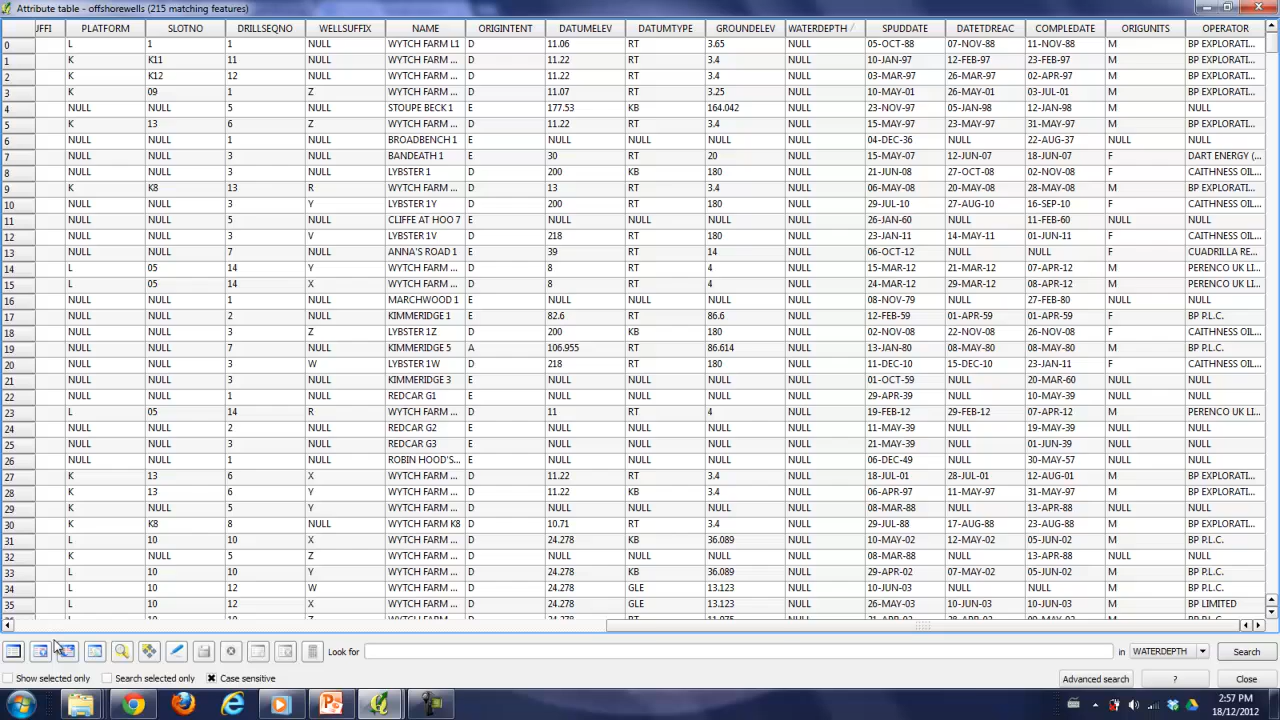 Attribute table - offshorewells (215 matching features)
UFFI PLATFORM SLOTNO DRILLSEQNO WELLSUFFIX NAME ORIGINTENT DATUMELEV DATUMTYPE GROUNDELEV WATERDEPTH SPUDDATE DATETDREAC COMPLEDATE ORIGUNITS OPERATOR
0 L 1 1 NULL WYTCH FARM L1 D 11.06 RT 3.65 NULL 05-OCT-88 07-NOV-88 11-NOV-88 M BP EXPLORATI...
1 K K11 11 NULL WYTCH FARM ... D 11.22 RT 3.4 NULL 10-JAN-97 12-FEB-97 23-FEB-97 M BP EXPLORATI...
2 K K12 12 NULL WYTCH FARM ... D 11.22 RT 3.4 NULL 03-MAR-97 26-MAR-97 02-APR-97 M BP EXPLORATI...
3 K 09 1 Z WYTCH FARM ... D 11.07 RT 3.25 NULL 10-MAY-01 26-MAY-01 03-JUL-01 M BP EXPLORATI...
4 NULL NULL 5 NULL STOUPE BECK 1 E 177.53 KB 164.042 NULL 23-NOV-97 05-JAN-98 12-JAN-98 M NULL
5 K 13 6 Z WYTCH FARM ... D 11.22 RT 3.4 NULL 15-MAY-97 23-MAY-97 31-MAY-97 M BP EXPLORATI...
6 NULL NULL 1 NULL BROADBENCH 1 E NULL NULL NULL NULL 04-DEC-36 NULL 22-AUG-37 NULL NULL
7 NULL NULL 3 NULL BANDEATH 1 E 30 RT 20 NULL 15-MAY-07 12-JUN-07 18-JUN-07 F DART ENERGY (...
8 NULL NULL 3 NULL LYBSTER 1 E 200 KB 180 NULL 21-JUN-08 27-OCT-08 02-NOV-08 F CAITHNESS OIL...
9 K K8 13 R WYTCH FARM ... D 13 RT 3.4 NULL 06-MAY-08 20-MAY-08 28-MAY-08 M BP EXPLORATI...
10 NULL NULL 3 Y LYBSTER 1Y D 200 RT 180 NULL 29-JUL-10 27-AUG-10 16-SEP-10 F CAITHNESS OIL...
11 NULL NULL 5 NULL CLIFFE AT HOO 7 E NULL NULL NULL NULL 26-JAN-60 NULL 11-FEB-60 NULL NULL
12 NULL NULL 3 V LYBSTER 1V D 218 RT 180 NULL 23-JAN-11 14-MAY-11 01-JUN-11 F CAITHNESS OIL...
13 NULL NULL 7 NULL ANNA'S ROAD 1 E 39 RT 14 NULL 06-OCT-12 NULL NULL F CUADRILLA RE...
14 L 05 14 Y WYTCH FARM ... D 8 RT 4 NULL 15-MAR-12 21-MAR-12 07-APR-12 M PERENCO UK LI...
15 L 05 14 X WYTCH FARM ... D 8 RT 4 NULL 24-MAR-12 29-MAR-12 08-APR-12 M PERENCO UK LI...
16 NULL NULL 1 NULL MARCHWOOD 1 E NULL NULL NULL NULL 08-NOV-79 NULL 27-FEB-80 NULL NULL
17 NULL NULL 2 NULL KIMMERIDGE 1 E 82.6 RT 86.6 NULL 12-FEB-59 01-APR-59 01-APR-59 F BP P.L.C.
18 NULL NULL 3 Z LYBSTER 1Z D 200 KB 180 NULL 02-NOV-08 22-NOV-08 26-NOV-08 F CAITHNESS OIL...
19 NULL NULL 7 NULL KIMMERIDGE 5 A 106.955 RT 86.614 NULL 13-JAN-80 08-MAY-80 08-MAY-80 M BP P.L.C.
20 NULL NULL 3 W LYBSTER 1W D 218 RT 180 NULL 11-DEC-10 15-DEC-10 23-JAN-11 F CAITHNESS OIL...
21 NULL NULL 3 NULL KIMMERIDGE 3 E NULL NULL NULL NULL 01-OCT-59 NULL 20-MAR-60 NULL NULL
22 NULL NULL 1 NULL REDCAR G1 E NULL NULL NULL NULL 29-APR-39 NULL 10-MAY-39 NULL NULL
23 L 05 14 R WYTCH FARM ... D 11 RT 4 NULL 19-FEB-12 29-FEB-12 07-APR-12 M PERENCO UK LI...
24 NULL NULL 2 NULL REDCAR G2 E NULL NULL NULL NULL 11-MAY-39 NULL 19-MAY-39 NULL NULL
25 NULL NULL 3 NULL REDCAR G3 E NULL NULL NULL NULL 21-MAY-39 NULL 01-JUN-39 NULL NULL
26 NULL NULL 1 NULL ROBIN HOOD'S... E NULL NULL NULL NULL 06-DEC-49 NULL 30-MAY-57 NULL NULL
27 K 13 6 X WYTCH FARM ... D 11.22 RT 3.4 NULL 18-JUL-01 28-JUL-01 12-AUG-01 M BP EXPLORATI...
28 K 13 6 Y WYTCH FARM ... D 11.22 KB 3.4 NULL 06-APR-97 11-MAY-97 31-MAY-97 M BP EXPLORATI...
29 K NULL 5 Y WYTCH FARM ... D NULL NULL NULL NULL 08-MAR-88 NULL 13-APR-88 NULL NULL
30 K K8 8 NULL WYTCH FARM K8 D 10.71 RT 3.4 NULL 29-JUL-88 17-AUG-88 24-AUG-88 M BP EXPLORATI...
31 L 10 10 X WYTCH FARM ... D 24.278 KB 36.089 NULL 10-MAY-02 12-MAY-02 05-JUN-02 M BP P.L.C.
32 K NULL 5 Z WYTCH FARM ... D NULL NULL NULL NULL 08-MAR-88 NULL 13-APR-88 NULL NULL
33 L 10 10 Y WYTCH FARM ... D 24.278 KB 36.089 NULL 29-APR-02 07-MAY-02 05-JUN-02 M BP P.L.C.
34 L 10 12 W WYTCH FARM ... D 24.278 GLE 13.123 NULL 10-JUN-03 NULL NULL M BP P.L.C.
35 L 10 12 X WYTCH FARM ... D 24.278 GLE 13.123 NULL 26-MAY-03 10-JUN-03 10-JUN-03 M BP LIMITED
Look for in WATERDEPTH Search
Show selected only Search selected only Case sensitive Advanced search ? Close
2:57 PM
18/12/2012